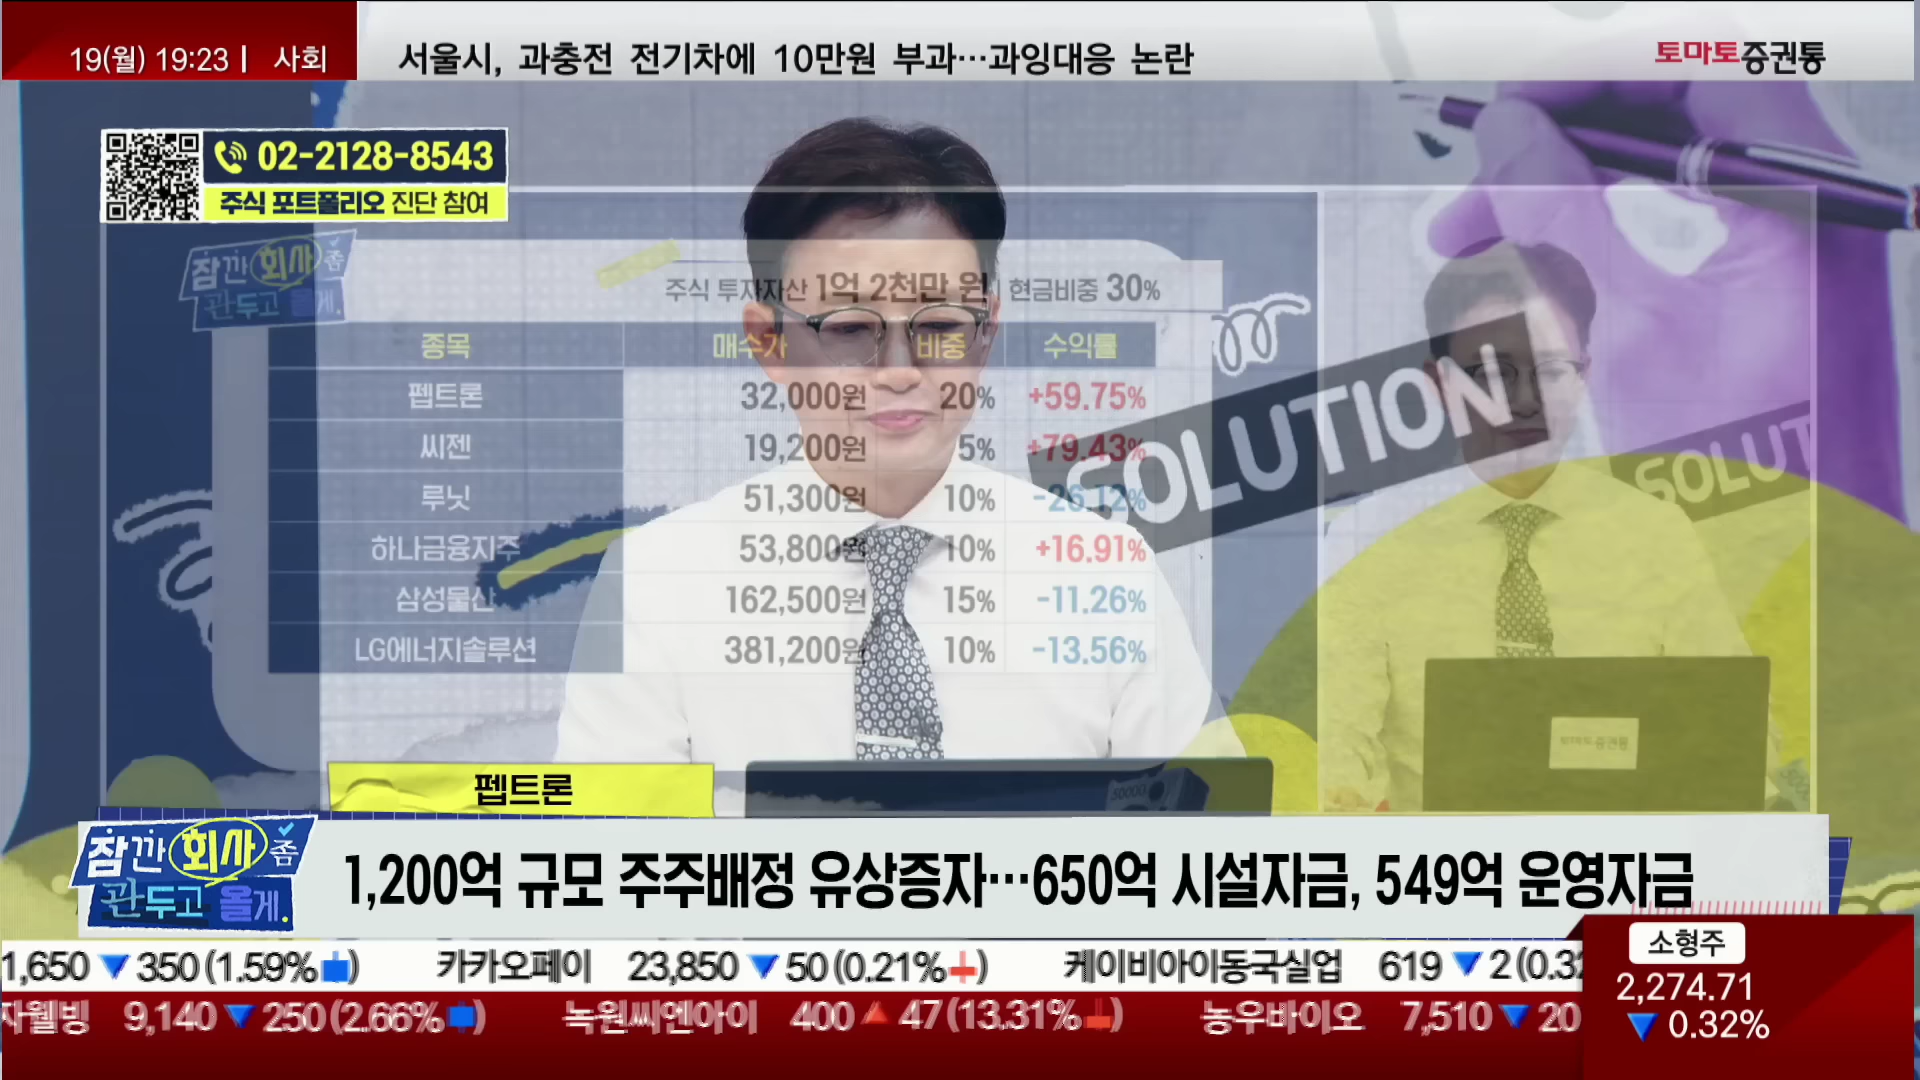 19(월) 19:23 | 사회
서울시, 과충전 전기차에 10만원 부과…과잉대응 논란
토마토증권통
02-2128-8543
주식 포트폴리오 진단 참여
잠깐 회사 좀
관두고 올게.
주식 투자자산 1억 2천만 원 현금비중 30%
종목 매수가 비중 수익률
펩트론 32,000원 20% +59.75%
씨젠 19,200원 5% +79.43%
루닛 51,300원 10% -26.12%
하나금융지주 53,800원 10% +16.91%
삼성물산 162,500원 15% -11.26%
LG에너지솔루션 381,200원 10% -13.56%
SOLUTION
SOLUT
토마토증권통
펩트론
잠깐 회사 좀
관두고 올게.
1,200억 규모 주주배정 유상증자…650억 시설자금, 549억 운영자금
1,650 ▼ 350 (1.59%) 카카오페이 23,850 ▼ 50 (0.21%) 케이비아이동국실업 619 ▼ 2 (0.32
자웰빙 9,140 ▼ 250 (2.66%) 녹원씨엔아이 400 ▲ 47 (13.31%) 농우바이오 7,510 ▼ 20
소형주
2,274.71
▼ 0.32%